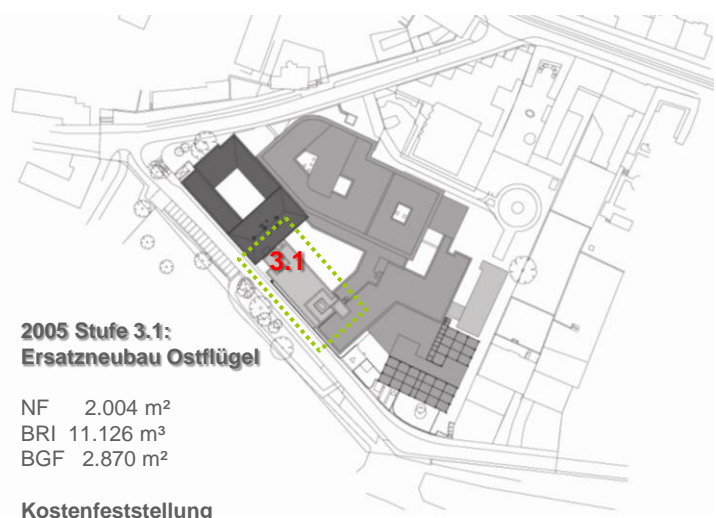 3.1
2005 Stufe 3.1:
Ersatzneubau Ostflügel
NF 2.004 m²
BRI 11.126 m³
BGF 2.870 m²
Kostenfeststellung